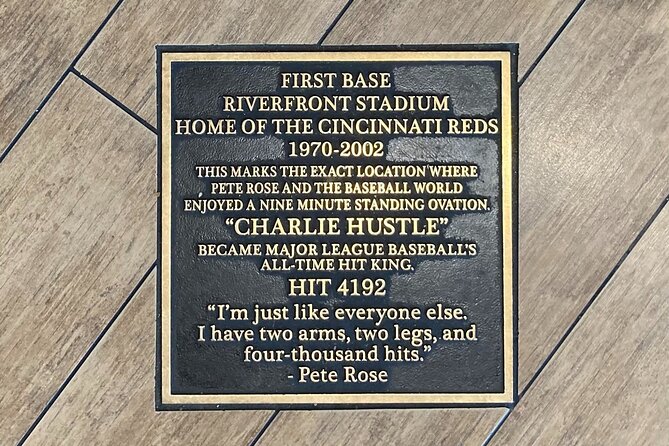 FIRST BASE
RIVERFRONT STADIUM
HOME OF THE CINCINNATI REDS
1970-2002
THIS MARKS THE EXACT LOCATION WHERE
PETE ROSE AND THE BASEBALL WORLD
ENJOYED A NINE MINUTE STANDING OVATION.
“CHARLIE HUSTLE”
BECAME MAJOR LEAGUE BASEBALL'S
ALL-TIME HIT KING.
HIT 4192
“I'm just like everyone else.
I have two arms, two legs, and
four-thousand hits.”
- Pete Rose